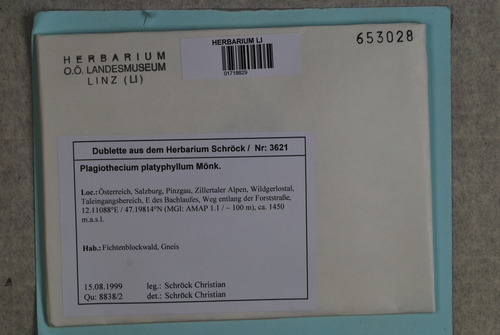 HERBARIUM
O.Ö. LANDESMUSEUM
LINZ (LI)
HERBARIUM LI
01718829
653028
Dublette aus dem Herbarium Schröck / Nr: 3621
Plagiothecium platyphyllum Mönk.
Loc.:Österreich, Salzburg, Pinzgau, Zillertaler Alpen, Wildgerlostal,
Taleingangsbereich, E des Bachlaufes, Weg entlang der Forststraße,
12.11088°E / 47.19814°N (MGI: AMAP 1.1 / ~ 100 m), ca. 1450
m.a.s.l.
Hab.:Fichtenblockwald, Gneis
15.08.1999 leg.: Schröck Christian
Qu: 8838/2 det.: Schröck Christian